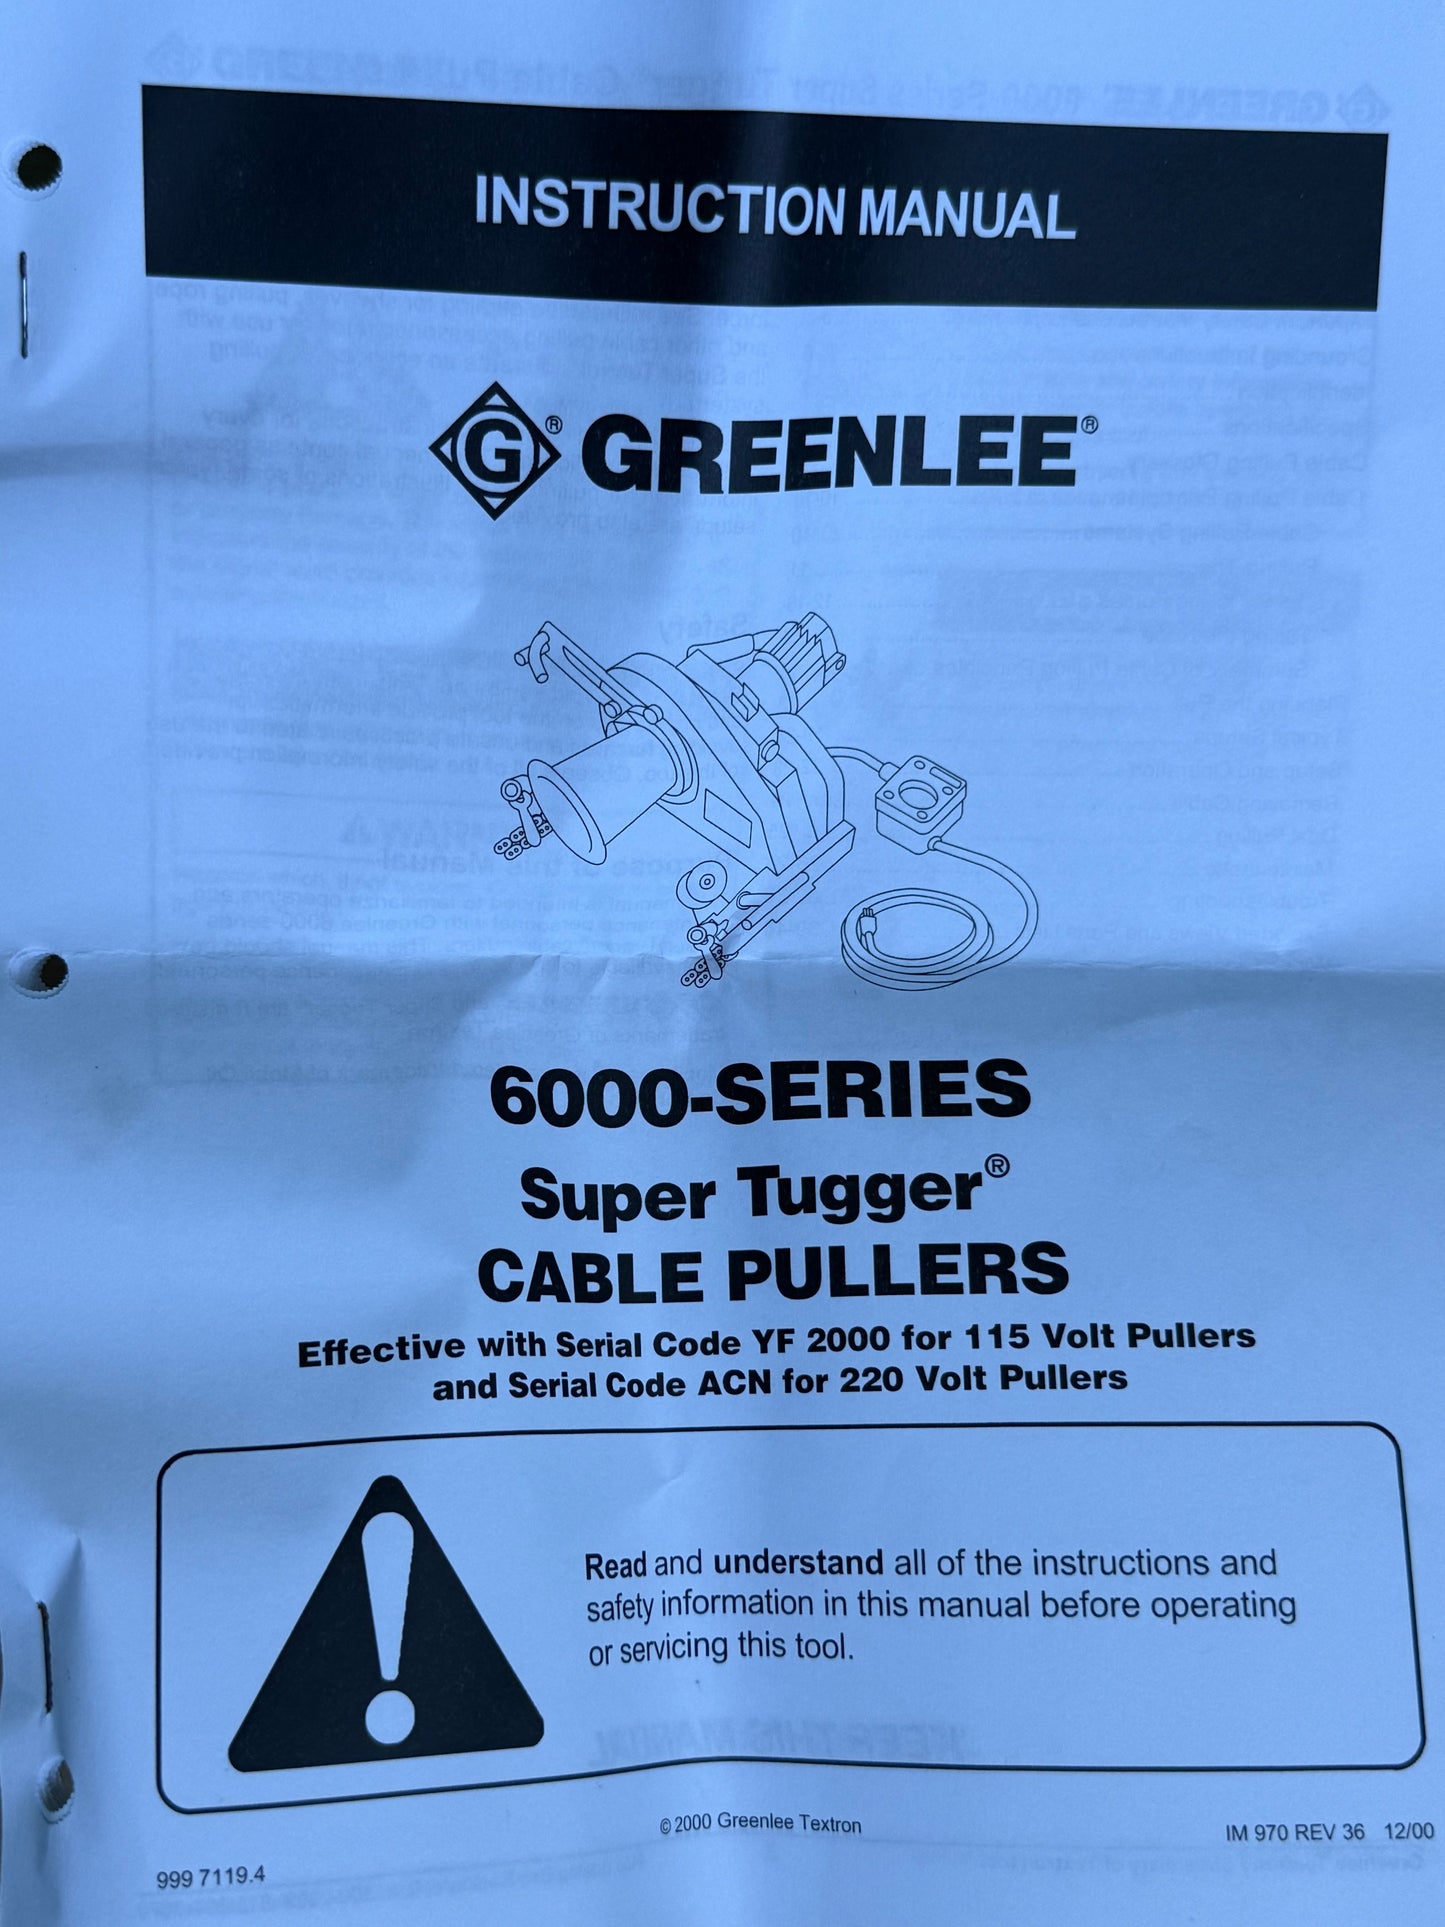 INSTRUCTION MANUAL
G® GREENLEE®
6000-SERIES
Super Tugger®
CABLE PULLERS
Effective with Serial Code YF 2000 for 115 Volt Pullers
and Serial Code ACN for 220 Volt Pullers
Read and understand all of the instructions and
safety information in this manual before operating
or servicing this tool.
© 2000 Greenlee Textron
IM 970 REV 36 12/00
999 7119.4